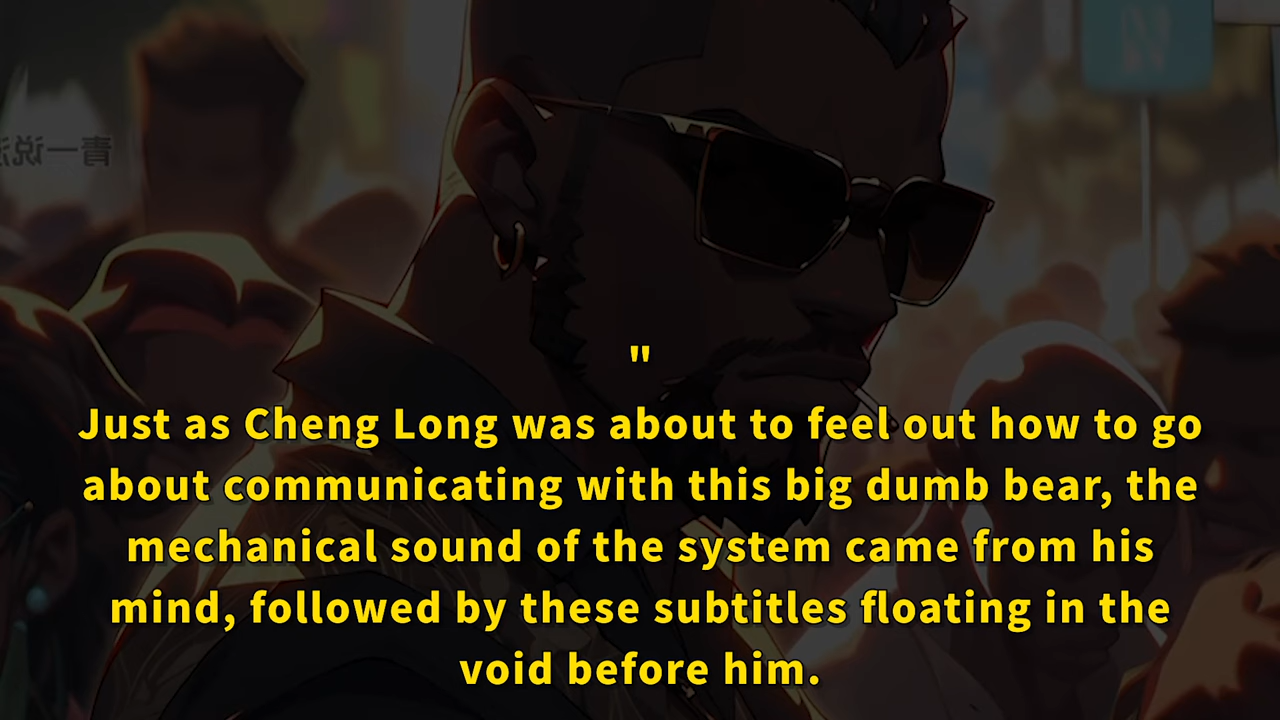 "
Just as Cheng Long was about to feel out how to go
about communicating with this big dumb bear, the
mechanical sound of the system came from his
mind, followed by these subtitles floating in the
void before him.